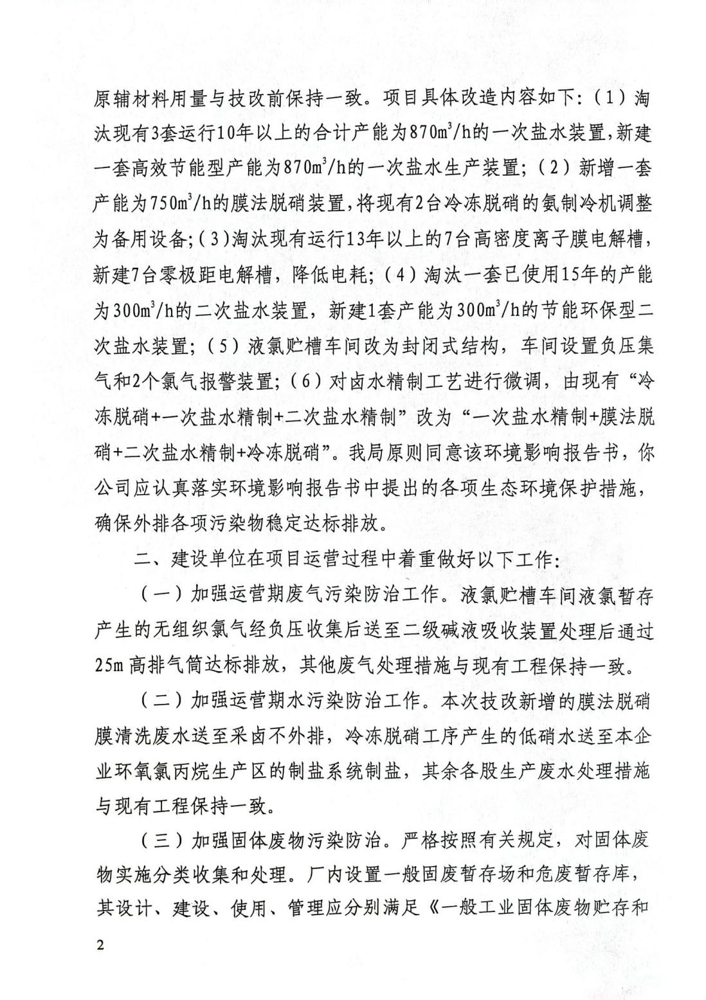 原辅材料用量与技改前保持一致。项目具体改造内容如下：（1）淘
汰现有3套运行10年以上的合计产能为870m³/h的一次盐水装置，新建
一套高效节能型产能为870m³/h的一次盐水生产装置；（2）新增一套
产能为750m³/h的膜法脱硝装置，将现有2台冷冻脱硝的氨制冷机调整
为备用设备；（3）淘汰现有运行13年以上的7台高密度离子膜电解槽，
新建7台零极距电解槽，降低电耗；（4）淘汰一套已使用15年的产能
为300m³/h的二次盐水装置，新建1套产能为300m³/h的节能环保型二
次盐水装置；（5）液氯贮槽车间改为封闭式结构，车间设置负压集
气和2个氯气报警装置；（6）对卤水精制工艺进行微调，由现有“冷
冻脱硝+一次盐水精制+二次盐水精制”改为“一次盐水精制+膜法脱
硝+二次盐水精制+冷冻脱硝”。我局原则同意该环境影响报告书，你
公司应认真落实环境影响报告书中提出的各项生态环境保护措施，
确保外排各项污染物稳定达标排放。
二、建设单位在项目运营过程中着重做好以下工作：
（一）加强运营期废气污染防治工作。液氯贮槽车间液氯暂存
产生的无组织氯气经负压收集后送至二级碱液吸收装置处理后通过
25m 高排气筒达标排放，其他废气处理措施与现有工程保持一致。
（二）加强运营期水污染防治工作。本次技改新增的膜法脱硝
膜清洗废水送至采卤不外排，冷冻脱硝工序产生的低硝水送至本企
业环氧氯丙烷生产区的制盐系统制盐，其余各股生产废水处理措施
与现有工程保持一致。
（三）加强固体废物污染防治。严格按照有关规定，对固体废
物实施分类收集和处理。厂内设置一般固废暂存场和危废暂存库，
其设计、建设、使用、管理应分别满足《一般工业固体废物贮存和
2